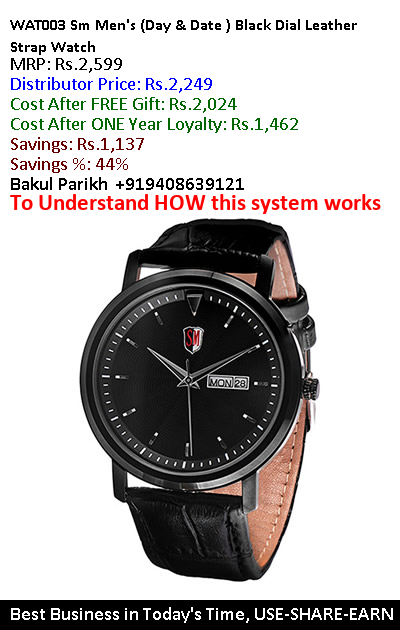 WAT003 Sm Men's (Day & Date ) Black Dial Leather
Strap Watch
MRP: Rs.2,599
Distributor Price: Rs.2,249
Cost After FREE Gift: Rs.2,024
Cost After ONE Year Loyalty: Rs.1,462
Savings: Rs.1,137
Savings %: 44%
Bakul Parikh +919408639121
To Understand HOW this system works
SM
MON 28
Best Business in Today's Time, USE-SHARE-EARN